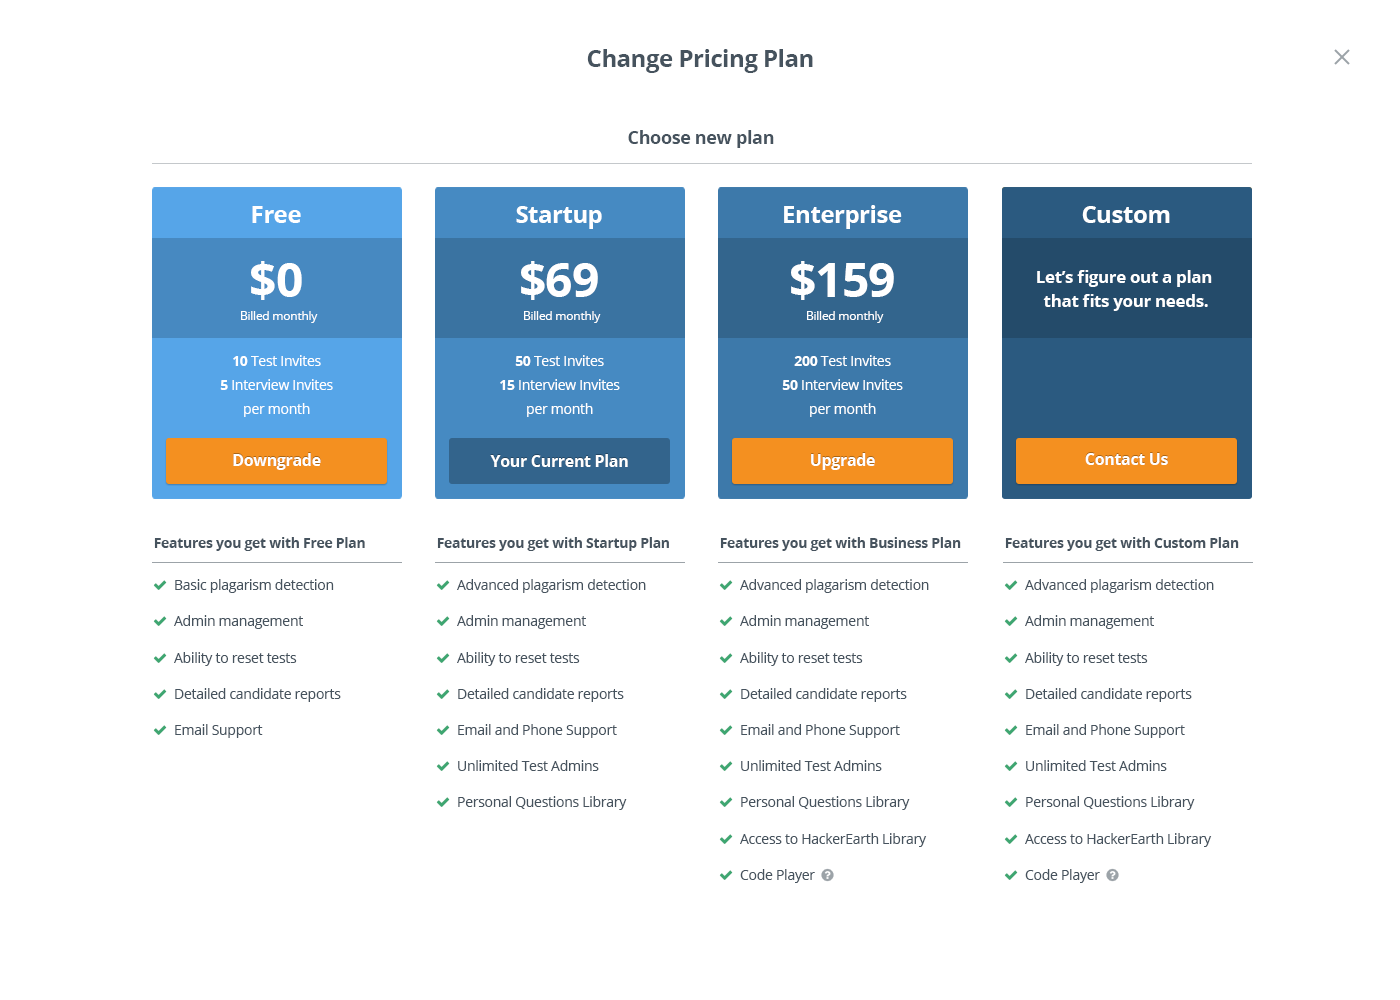 Change Pricing Plan
Choose new plan
Free
$0
Billed monthly
10 Test Invites
5 Interview Invites
per month
Downgrade
Startup
$69
Billed monthly
50 Test Invites
15 Interview Invites
per month
Your Current Plan
Enterprise
$159
Billed monthly
200 Test Invites
50 Interview Invites
per month
Upgrade
Custom
Let’s figure out a plan
that fits your needs.
Contact Us
Features you get with Free Plan
Basic plagarism detection
Admin management
Ability to reset tests
Detailed candidate reports
Email Support
Features you get with Startup Plan
Advanced plagarism detection
Admin management
Ability to reset tests
Detailed candidate reports
Email and Phone Support
Unlimited Test Admins
Personal Questions Library
Features you get with Business Plan
Advanced plagarism detection
Admin management
Ability to reset tests
Detailed candidate reports
Email and Phone Support
Unlimited Test Admins
Personal Questions Library
Access to HackerEarth Library
Code Player ?
Features you get with Custom Plan
Advanced plagarism detection
Admin management
Ability to reset tests
Detailed candidate reports
Email and Phone Support
Unlimited Test Admins
Personal Questions Library
Access to HackerEarth Library
Code Player ?